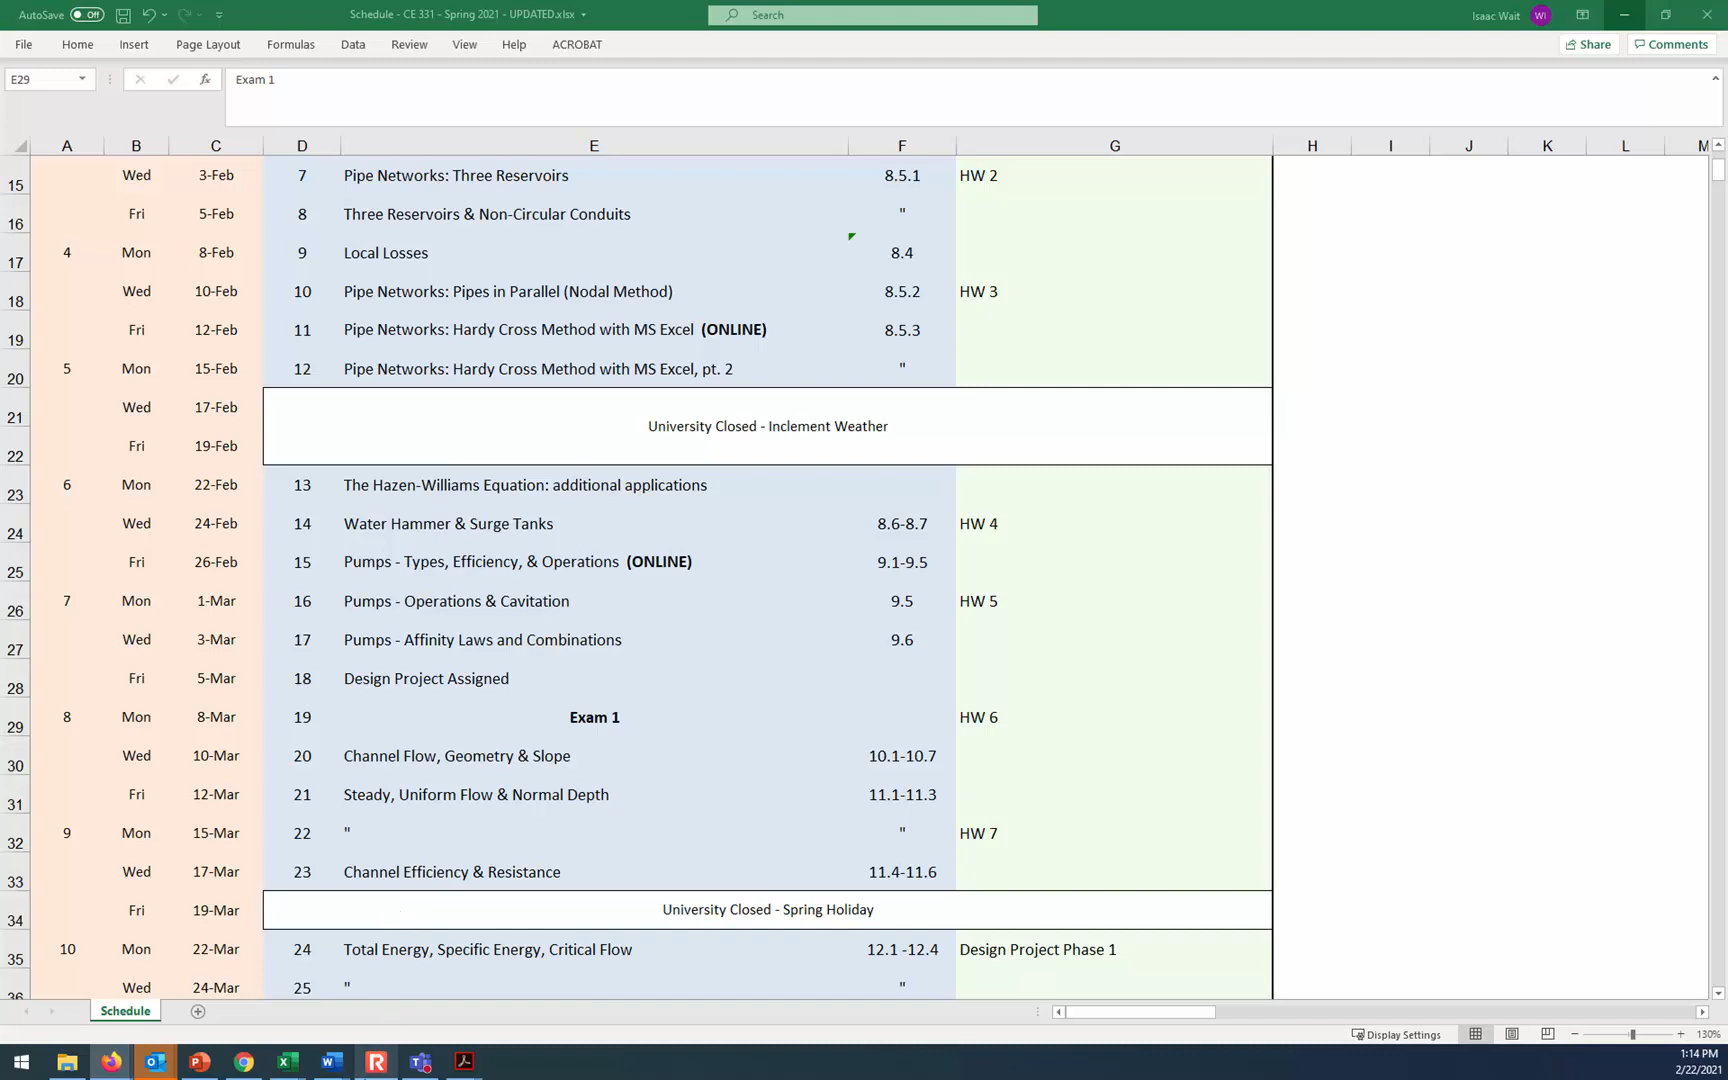 AutoSave Off Schedule - CE 331 - Spring 2021 - UPDATED.xlsx Search Isaac Wait WI
File Home Insert Page Layout Formulas Data Review View Help ACROBAT Share Comments
E29 fx Exam 1
A B C D E F G H I J K L M
15 Wed 3-Feb 7 Pipe Networks: Three Reservoirs 8.5.1 HW 2
16 Fri 5-Feb 8 Three Reservoirs & Non-Circular Conduits "
17 4 Mon 8-Feb 9 Local Losses 8.4
18 Wed 10-Feb 10 Pipe Networks: Pipes in Parallel (Nodal Method) 8.5.2 HW 3
19 Fri 12-Feb 11 Pipe Networks: Hardy Cross Method with MS Excel (ONLINE) 8.5.3
20 5 Mon 15-Feb 12 Pipe Networks: Hardy Cross Method with MS Excel, pt. 2 "
21 Wed 17-Feb
University Closed - Inclement Weather
22 Fri 19-Feb
23 6 Mon 22-Feb 13 The Hazen-Williams Equation: additional applications
24 Wed 24-Feb 14 Water Hammer & Surge Tanks 8.6-8.7 HW 4
25 Fri 26-Feb 15 Pumps - Types, Efficiency, & Operations (ONLINE) 9.1-9.5
26 7 Mon 1-Mar 16 Pumps - Operations & Cavitation 9.5 HW 5
27 Wed 3-Mar 17 Pumps - Affinity Laws and Combinations 9.6
28 Fri 5-Mar 18 Design Project Assigned
29 8 Mon 8-Mar 19 Exam 1 HW 6
30 Wed 10-Mar 20 Channel Flow, Geometry & Slope 10.1-10.7
31 Fri 12-Mar 21 Steady, Uniform Flow & Normal Depth 11.1-11.3
32 9 Mon 15-Mar 22 " " HW 7
33 Wed 17-Mar 23 Channel Efficiency & Resistance 11.4-11.6
34 Fri 19-Mar University Closed - Spring Holiday
35 10 Mon 22-Mar 24 Total Energy, Specific Energy, Critical Flow 12.1 -12.4 Design Project Phase 1
36 Wed 24-Mar 25 " "
Schedule
Display Settings 130%
1:14 PM
2/22/2021